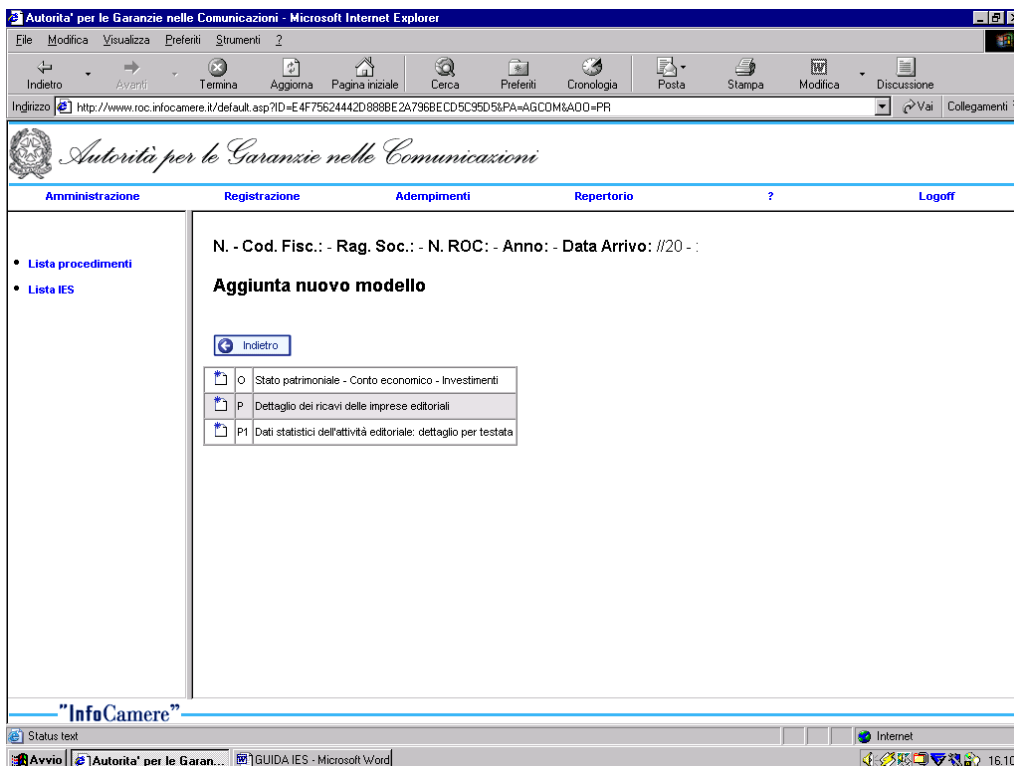 Autorita' per le Garanzie nelle Comunicazioni - Microsoft Internet Explorer
File Modifica Visualizza Preferiti Strumenti ?
Indietro Avanti Termina Aggiorna Pagina iniziale Cerca Preferiti Cronologia Posta Stampa Modifica Discussione
Indirizzo http://www.roc.infocamere.it/default.asp?ID=E4F75624442D888BE2A796BECD5C95D5&PA=AGCOM&AOO=PR Vai Collegamenti
Autorità per le Garanzie nelle Comunicazioni
Amministrazione Registrazione Adempimenti Repertorio ? Logoff
N. - Cod. Fisc.: - Rag. Soc.: - N. ROC: - Anno: - Data Arrivo: //20 - :
Lista procedimenti
Lista IES
Aggiunta nuovo modello
Indietro
O Stato patrimoniale - Conto economico - Investimenti
P Dettaglio dei ricavi delle imprese editoriali
P1 Dati statistici dell'attività editoriale: dettaglio per testata
"InfoCamere"
Status text Internet
Avvio Autorita' per le Garan... GUIDA IES - Microsoft Word 16.10